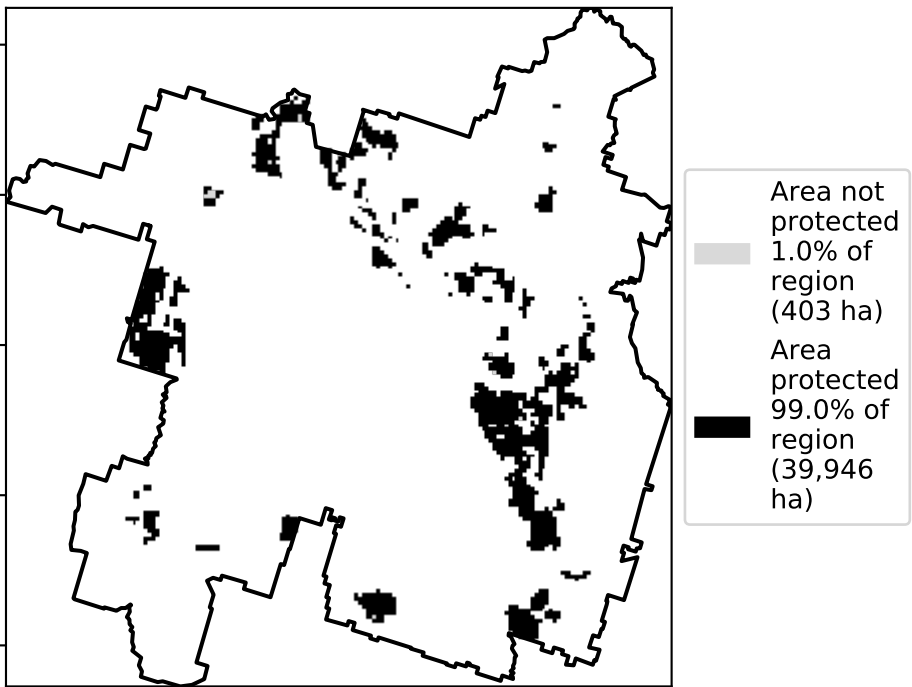 Area not
protected
1.0% of
region
(403 ha)
Area
protected
99.0% of
region
(39,946
ha)